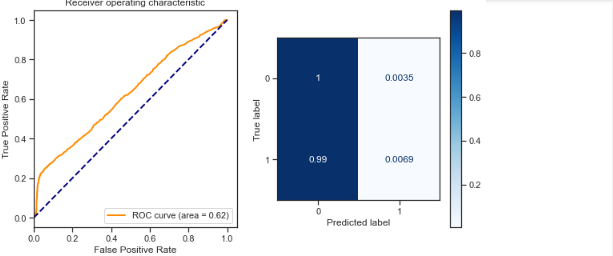 Receiver operating characteristic
1.0
0.8
0.6
0.4
0.2
0.0
True Positive Rate
ROC curve (area = 0.62)
0.0 0.2 0.4 0.6 0.8 1.0
False Positive Rate
True label
0
1
1 0.0035
0.99 0.0069
0 1
Predicted label
0.8
0.6
0.4
0.2